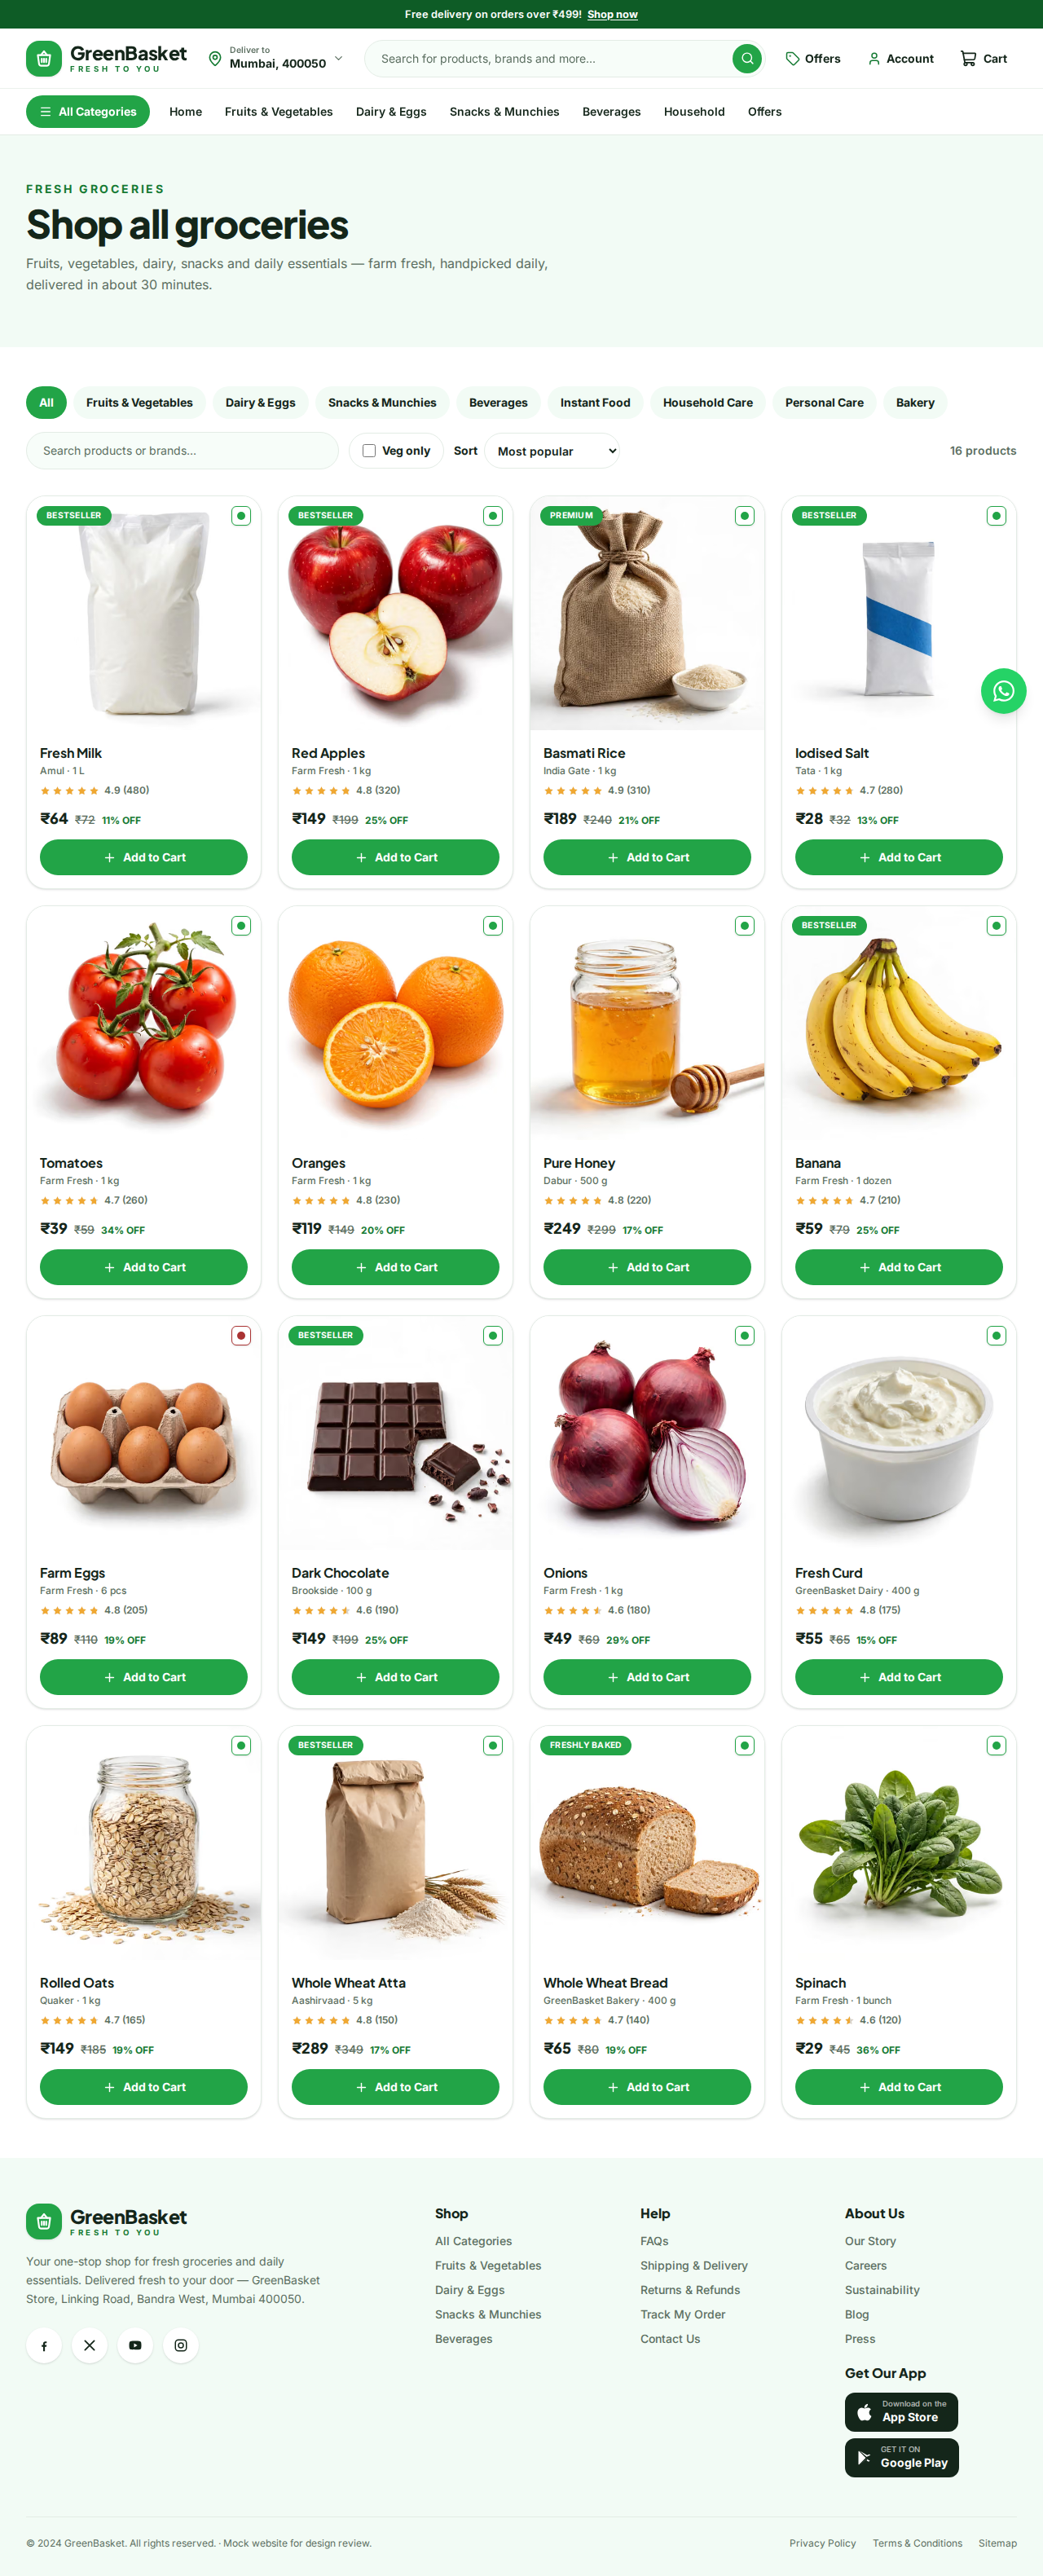 Free delivery on orders over ₹499! Shop now
GreenBasket
FRESH TO YOU
Deliver to
Mumbai, 400050
Search for products, brands and more...
Offers
Account
Cart
All Categories
Home
Fruits & Vegetables
Dairy & Eggs
Snacks & Munchies
Beverages
Household
Offers
FRESH GROCERIES
Shop all groceries
Fruits, vegetables, dairy, snacks and daily essentials — farm fresh, handpicked daily,
delivered in about 30 minutes.
All
Fruits & Vegetables
Dairy & Eggs
Snacks & Munchies
Beverages
Instant Food
Household Care
Personal Care
Bakery
Search products or brands...
Veg only
Sort
Most popular
16 products
BESTSELLER
Fresh Milk
Amul · 1 L
4.9 (480)
₹64 ₹72 11% OFF
Add to Cart
BESTSELLER
Red Apples
Farm Fresh · 1 kg
4.8 (320)
₹149 ₹199 25% OFF
Add to Cart
PREMIUM
Basmati Rice
India Gate · 1 kg
4.9 (310)
₹189 ₹240 21% OFF
Add to Cart
BESTSELLER
Iodised Salt
Tata · 1 kg
4.7 (280)
₹28 ₹32 13% OFF
Add to Cart
Tomatoes
Farm Fresh · 1 kg
4.7 (260)
₹39 ₹59 34% OFF
Add to Cart
Oranges
Farm Fresh · 1 kg
4.8 (230)
₹119 ₹149 20% OFF
Add to Cart
Pure Honey
Dabur · 500 g
4.8 (220)
₹249 ₹299 17% OFF
Add to Cart
BESTSELLER
Banana
Farm Fresh · 1 dozen
4.7 (210)
₹59 ₹79 25% OFF
Add to Cart
Farm Eggs
Farm Fresh · 6 pcs
4.8 (205)
₹89 ₹110 19% OFF
Add to Cart
BESTSELLER
Dark Chocolate
Brookside · 100 g
4.6 (190)
₹149 ₹199 25% OFF
Add to Cart
Onions
Farm Fresh · 1 kg
4.6 (180)
₹49 ₹69 29% OFF
Add to Cart
Fresh Curd
GreenBasket Dairy · 400 g
4.8 (175)
₹55 ₹65 15% OFF
Add to Cart
Rolled Oats
Quaker · 1 kg
4.7 (165)
₹149 ₹185 19% OFF
Add to Cart
BESTSELLER
Whole Wheat Atta
Aashirvaad · 5 kg
4.8 (150)
₹289 ₹349 17% OFF
Add to Cart
FRESHLY BAKED
Whole Wheat Bread
GreenBasket Bakery · 400 g
4.7 (140)
₹65 ₹80 19% OFF
Add to Cart
Spinach
Farm Fresh · 1 bunch
4.6 (120)
₹29 ₹45 36% OFF
Add to Cart
GreenBasket
FRESH TO YOU
Your one-stop shop for fresh groceries and daily
essentials. Delivered fresh to your door — GreenBasket
Store, Linking Road, Bandra West, Mumbai 400050.
Shop
All Categories
Fruits & Vegetables
Dairy & Eggs
Snacks & Munchies
Beverages
Help
FAQs
Shipping & Delivery
Returns & Refunds
Track My Order
Contact Us
About Us
Our Story
Careers
Sustainability
Blog
Press
Get Our App
Download on the
App Store
GET IT ON
Google Play
© 2024 GreenBasket. All rights reserved. · Mock website for design review.
Privacy Policy
Terms & Conditions
Sitemap